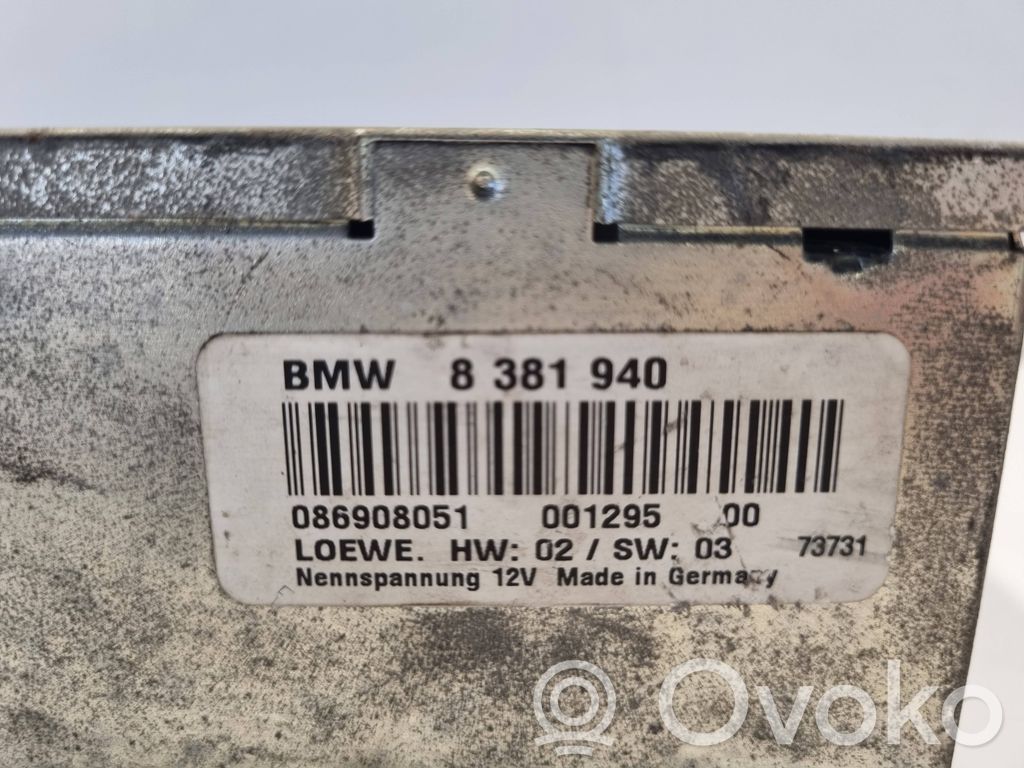 BMW 8 381 940
086908051 001295 00
LOEWE. HW: 02 / SW: 03 73731
Nennspannung 12V Made in Germany
Ovoko